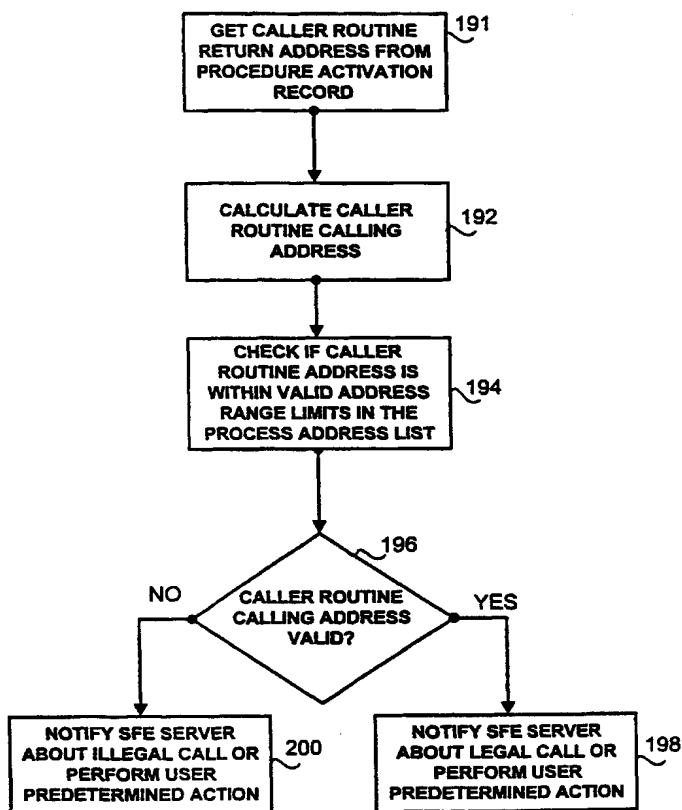 GET CALLER ROUTINE
RETURN ADDRESS FROM
PROCEDURE ACTIVATION
RECORD
191
CALCULATE CALLER
ROUTINE CALLING
ADDRESS
192
CHECK IF CALLER
ROUTINE ADDRESS IS
WITHIN VALID ADDRESS
RANGE LIMITS IN THE
PROCESS ADDRESS LIST
194
196
CALLER ROUTINE
CALLING ADDRESS
VALID?
NO
YES
NOTIFY SFE SERVER
ABOUT ILLEGAL CALL OR
PERFORM USER
PREDETERMINED ACTION
200
NOTIFY SFE SERVER
ABOUT LEGAL CALL OR
PERFORM USER
PREDETERMINED ACTION
198